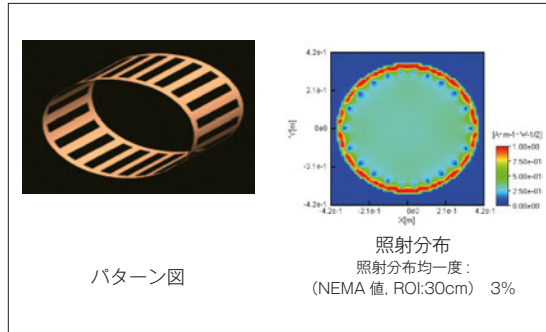 パターン図
4.2e-1
2.1e-1
0e0
-2.1e-1
-4.2e-1
Y[m]
-4.2e-1 -2.1e-1 0e0 2.1e-1 4.2e-1
X[m]
[A*m-1*W-1/2]
1.00e+00
7.50e-01
5.00e-01
2.50e-01
0.00e+00
照射分布
照射分布均一度 :
(NEMA 値, ROI:30cm) 3%